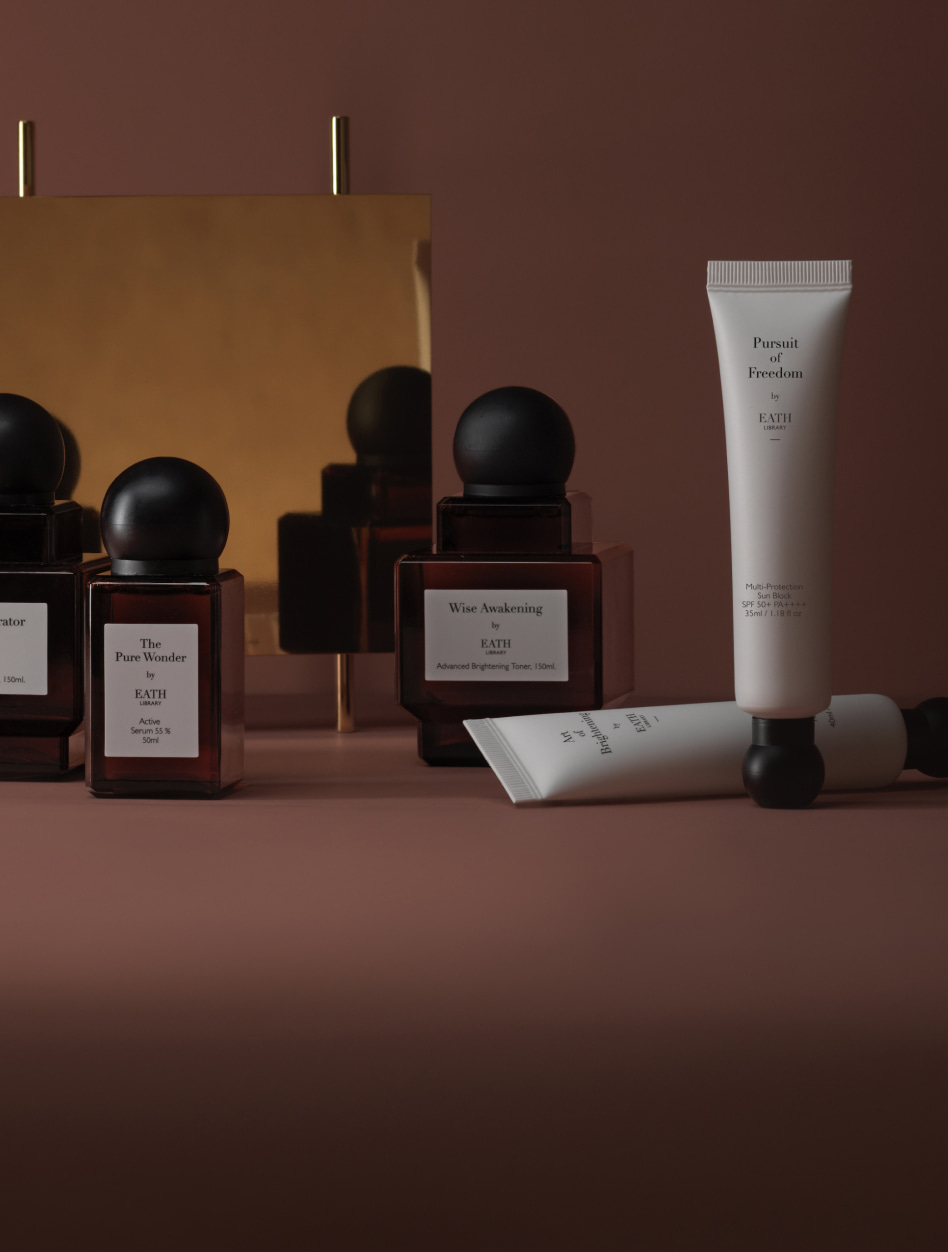 rator
, 150ml.
The
Pure Wonder
by
EATH
LIBRARY
Active
Serum 55 %
50ml
Wise Awakening
by
EATH
LIBRARY
Advanced Brightening Toner, 150ml.
Art
of
Brightening
by
EATH
LIBRARY
Pursuit
of
Freedom
by
EATH
LIBRARY
Multi-Protection
Sun Block
SPF 50+ PA++++
35ml / 1.18 fl oz